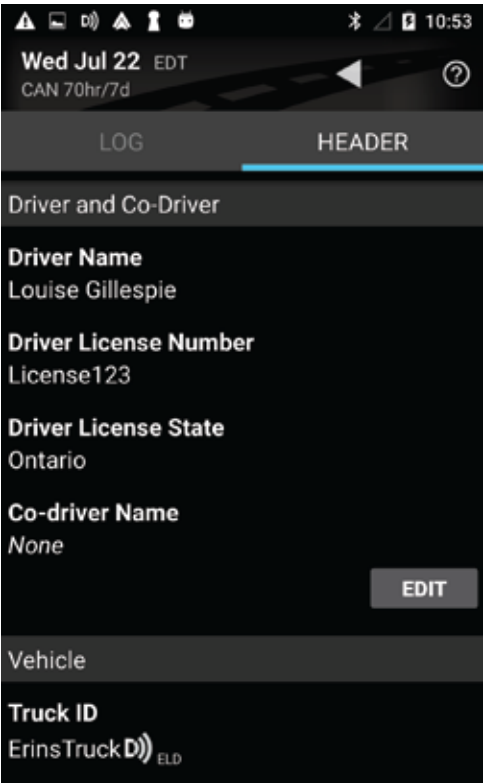 10:53
Wed Jul 22 EDT
CAN 70hr/7d
LOG HEADER
Driver and Co-Driver
Driver Name
Louise Gillespie
Driver License Number
License123
Driver License State
Ontario
Co-driver Name
None
EDIT
Vehicle
Truck ID
ErinsTruck D)) ELD